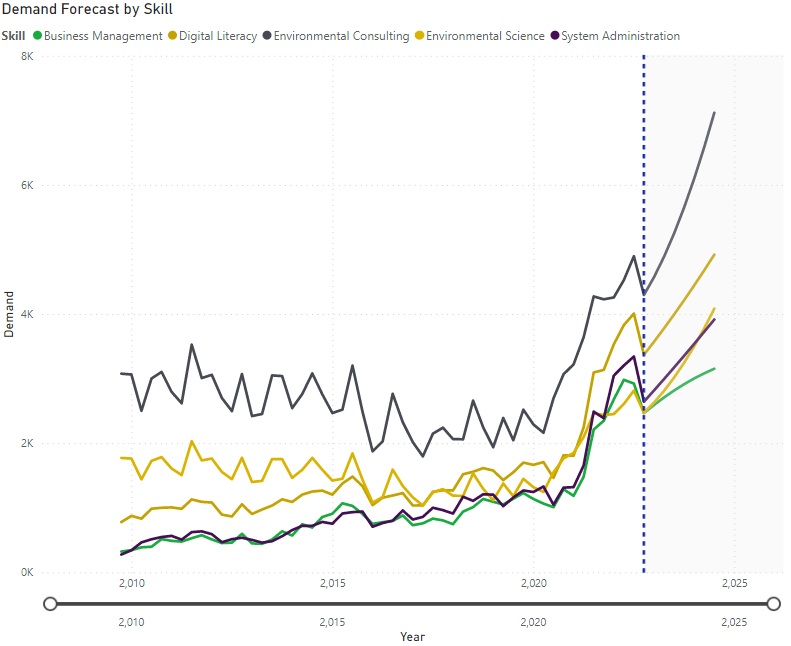 Demand Forecast by Skill
Skill Business Management Digital Literacy Environmental Consulting Environmental Science System Administration
8K
6K
4K
2K
0K
Demand
2,010 2,015 2,020 2,025
2,010 2,015 2,020 2,025
Year